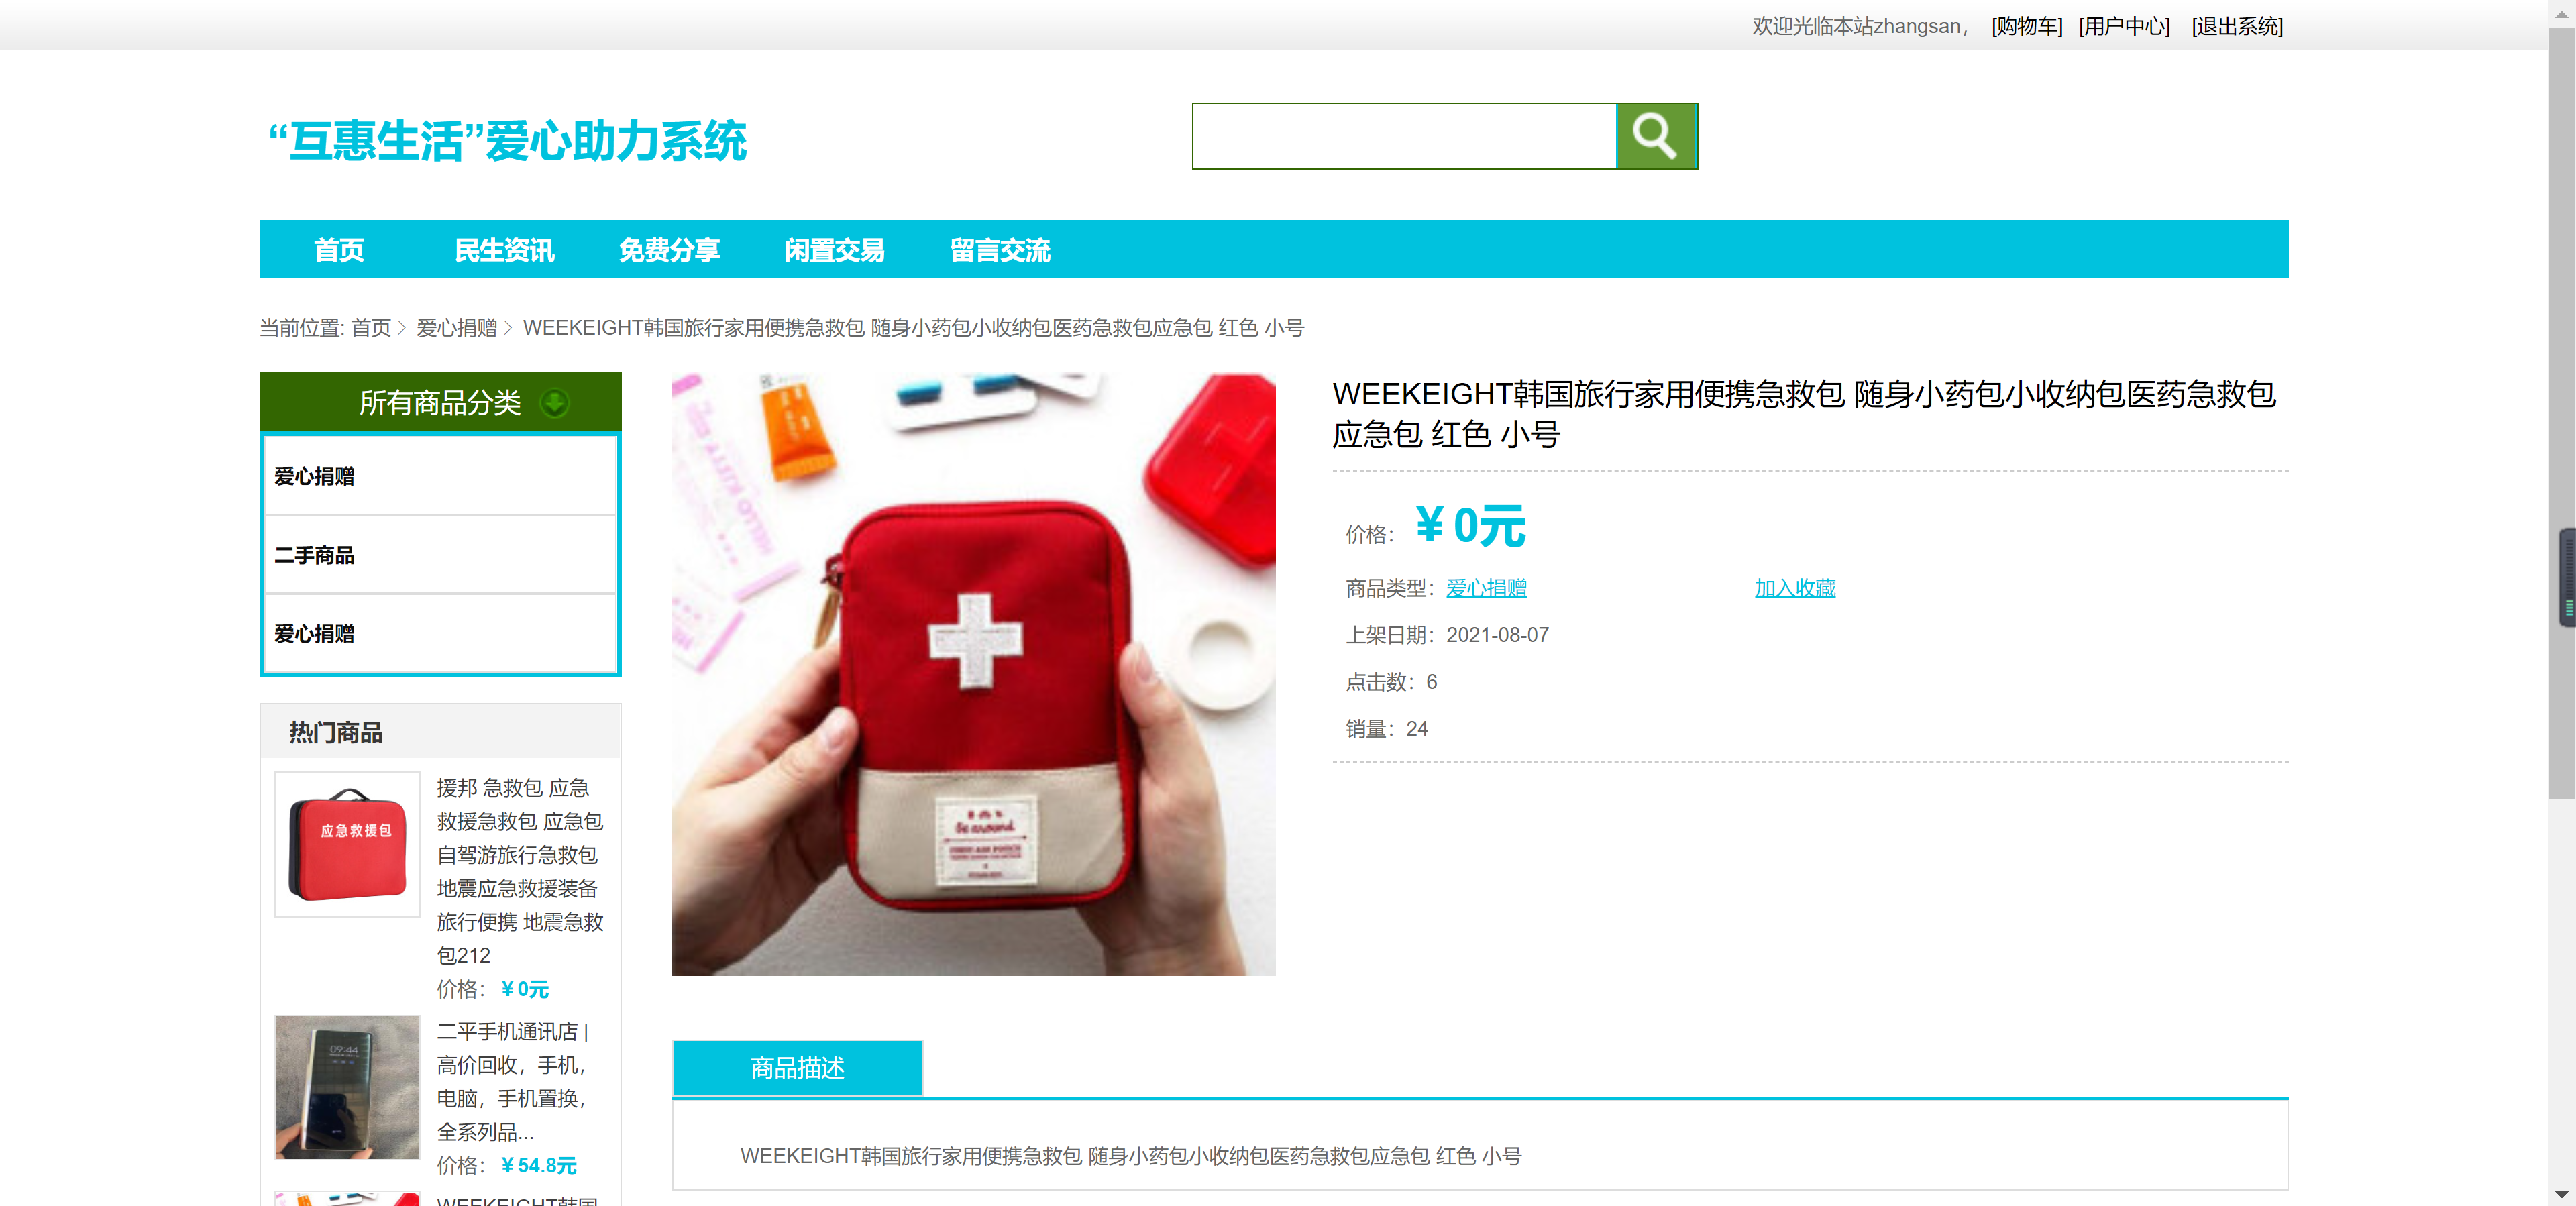 欢迎光临本站zhangsan， [购物车] [用户中心] [退出系统]
“互惠生活”爱心助力系统
首页 民生资讯 免费分享 闲置交易 留言交流
当前位置: 首页 爱心捐赠 WEEKEIGHT韩国旅行家用便携急救包 随身小药包小收纳包医药急救包应急包 红色 小号
所有商品分类
爱心捐赠
二手商品
爱心捐赠
热门商品
应急救援包
援邦 急救包 应急
救援急救包 应急包
自驾游旅行急救包
地震应急救援装备
旅行便携 地震急救
包212
价格：￥0元
09:44
二平手机通讯店 |
高价回收，手机，
电脑，手机置换，
全系列品...
价格：￥54.8元
WEEKEIGHT韩国
WEEKEIGHT韩国旅行家用便携急救包 随身小药包小收纳包医药急救包
应急包 红色 小号
价格：￥0元
商品类型：爱心捐赠 加入收藏
上架日期：2021-08-07
点击数：6
销量：24
商品描述
WEEKEIGHT韩国旅行家用便携急救包 随身小药包小收纳包医药急救包应急包 红色 小号